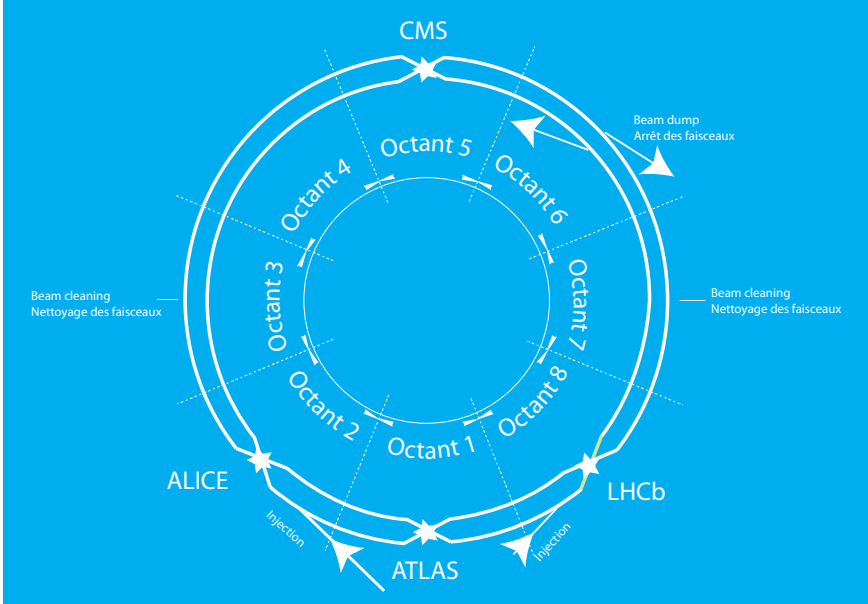 CMS
Beam dump
Arrêt des faisceaux
Octant 5
Octant 4
Octant 6
Octant 3
Octant 7
Beam cleaning
Nettoyage des faisceaux
Beam cleaning
Nettoyage des faisceaux
Octant 2
Octant 8
Octant 1
ALICE
LHCb
Injection
Injection
ATLAS